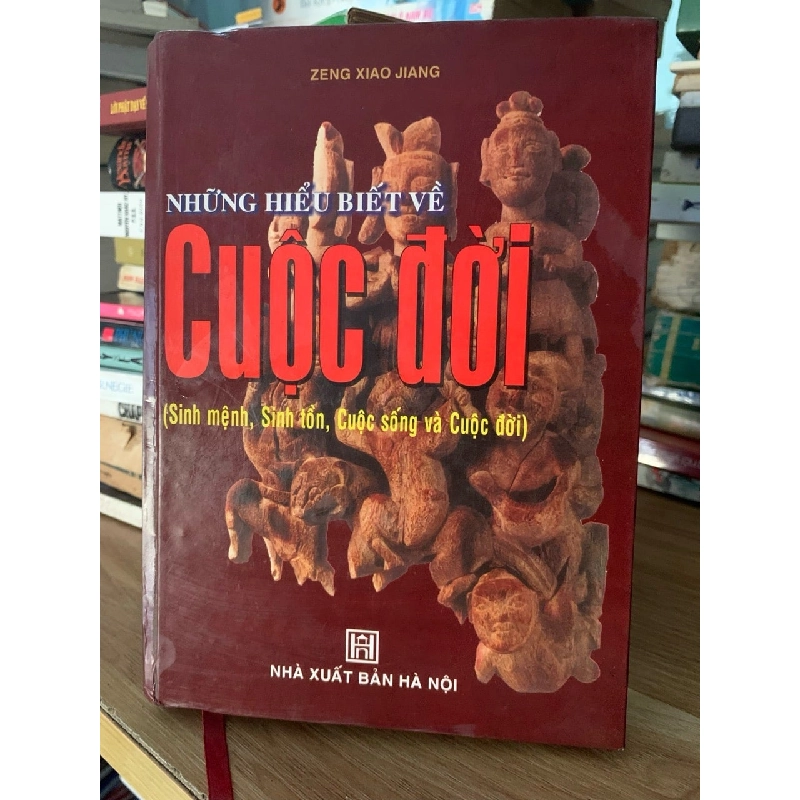 ZENG XIAO JIANG
NHỮNG HIỂU BIẾT VỀ
Cuộc đời
(Sinh mệnh, Sinh tồn, Cuộc sống và Cuộc đời)
NHÀ XUẤT BẢN HÀ NỘI